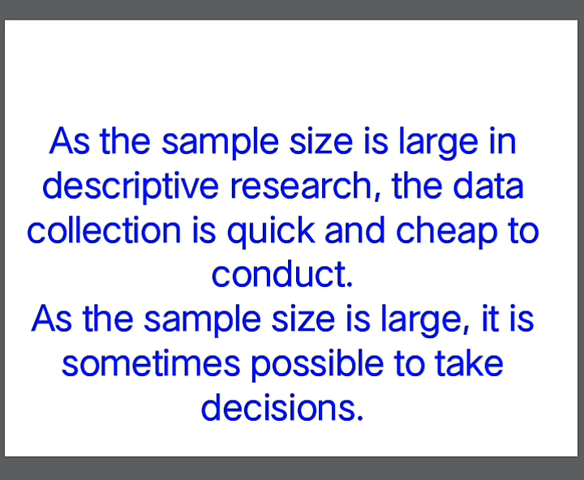 As the sample size is large in
descriptive research, the data
collection is quick and cheap to
conduct.
As the sample size is large, it is
sometimes possible to take
decisions.